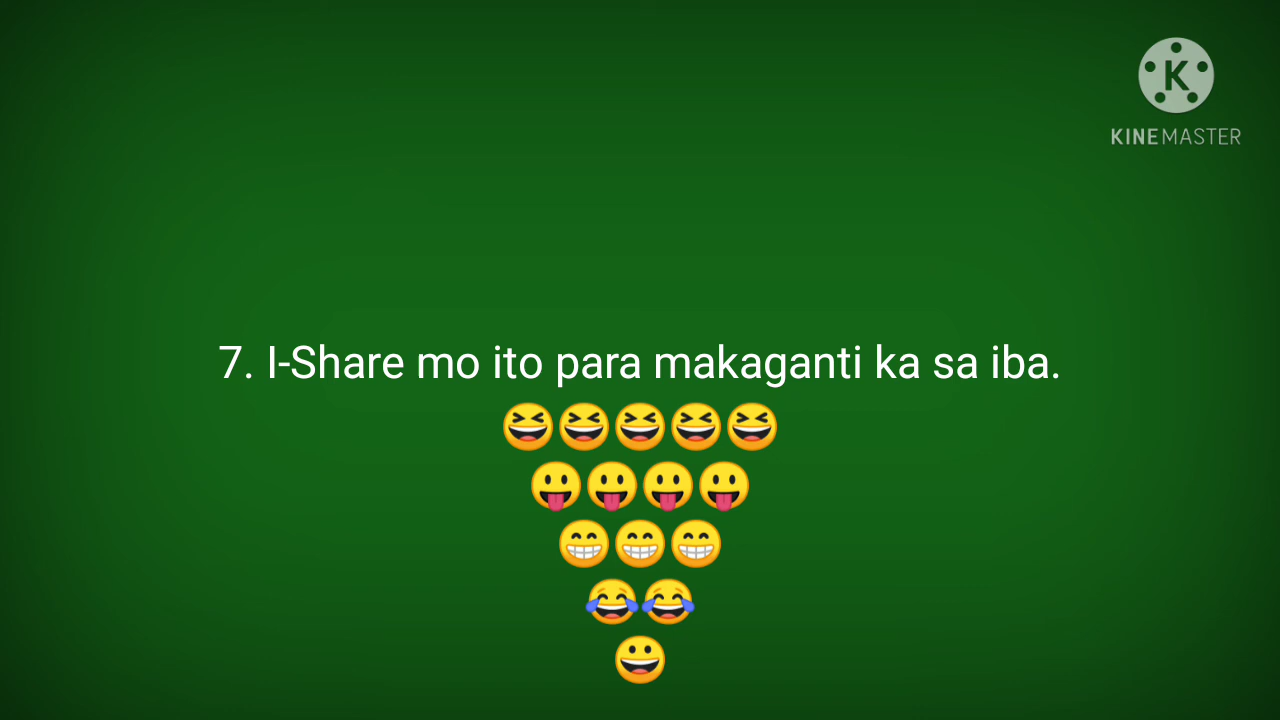 K
KINEMASTER
7. I-Share mo ito para makaganti ka sa iba.
😆😆😆😆😆
😛😛😛😛
😁😁😁
😂😂
😀